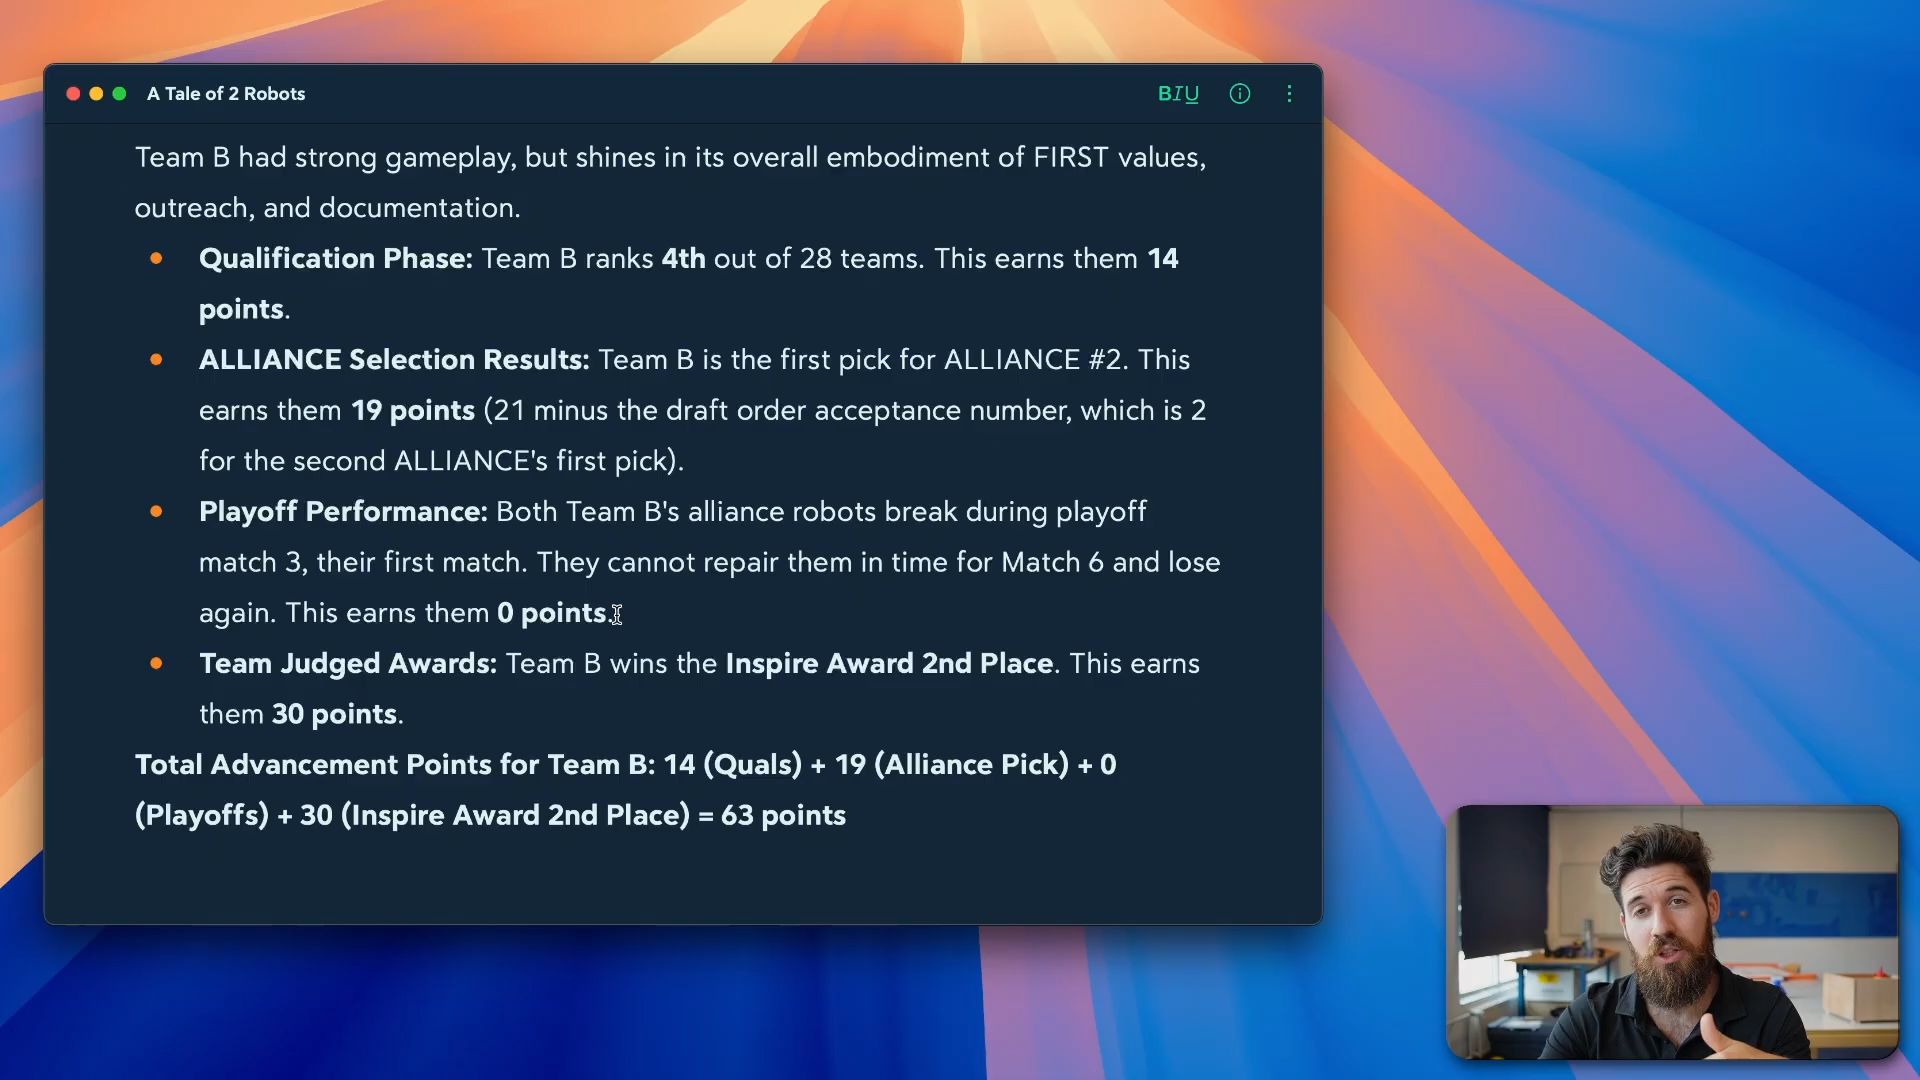 A Tale of 2 Robots
BIU
Team B had strong gameplay, but shines in its overall embodiment of FIRST values,
outreach, and documentation.
• Qualification Phase: Team B ranks 4th out of 28 teams. This earns them 14
points.
• ALLIANCE Selection Results: Team B is the first pick for ALLIANCE #2. This
earns them 19 points (21 minus the draft order acceptance number, which is 2
for the second ALLIANCE's first pick).
• Playoff Performance: Both Team B's alliance robots break during playoff
match 3, their first match. They cannot repair them in time for Match 6 and lose
again. This earns them 0 points.
• Team Judged Awards: Team B wins the Inspire Award 2nd Place. This earns
them 30 points.
Total Advancement Points for Team B: 14 (Quals) + 19 (Alliance Pick) + 0
(Playoffs) + 30 (Inspire Award 2nd Place) = 63 points